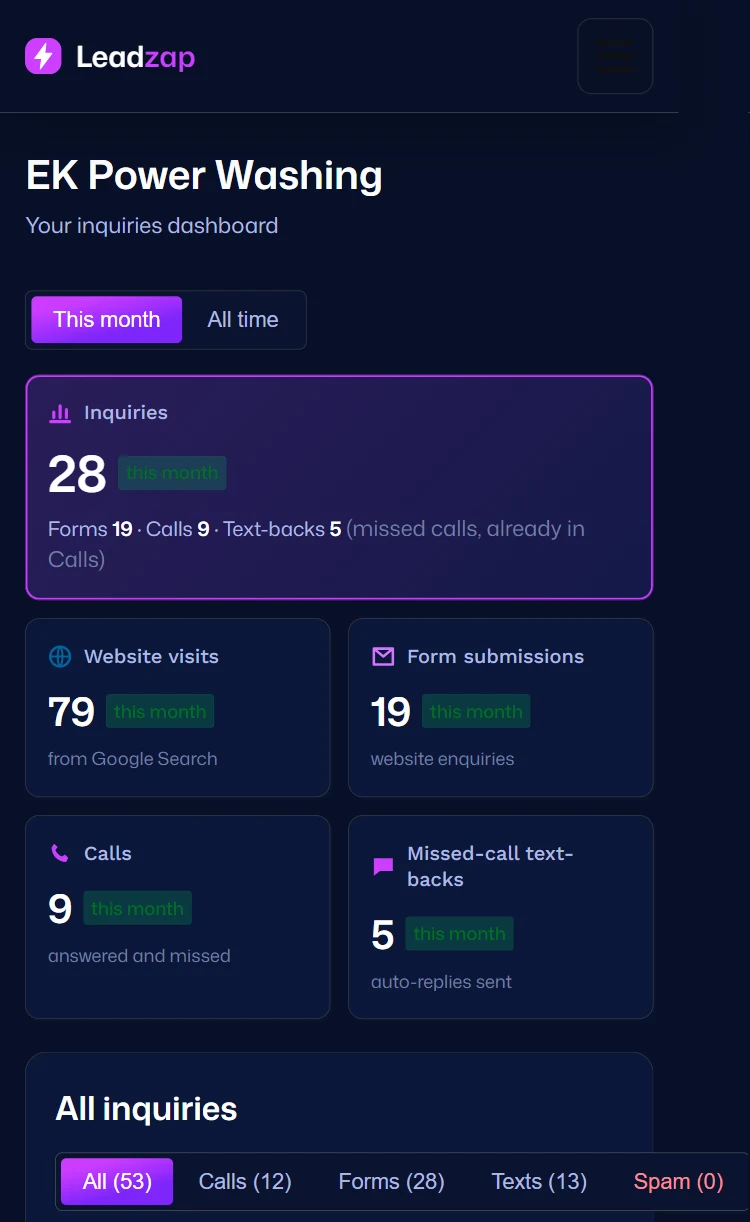 Leadzap
EK Power Washing
Your inquiries dashboard
This month All time
Inquiries
28 this month
Forms 19 · Calls 9 · Text-backs 5 (missed calls, already in
Calls)
Website visits
79 this month
from Google Search
Form submissions
19 this month
website enquiries
Calls
9 this month
answered and missed
Missed-call text-
backs
5 this month
auto-replies sent
All inquiries
All (53) Calls (12) Forms (28) Texts (13) Spam (0)